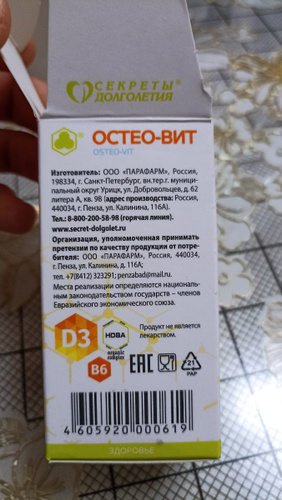 СЕКРЕТЫ
ДОЛГОЛЕТИЯ
ОСТЕО-ВИТ
OSTEO-VIT
Изготовитель: ООО «ПАРАФАРМ», Россия,
198334, г. Санкт-Петербург, вн.тер.г. муници-
пальный округ Урицк, ул. Добровольцев, д. 62
литера А, кв. 98 (адрес производства: Россия,
440034, г. Пенза, ул. Калинина, 116А).
Тел.: 8-800-200-58-98 (горячая линия).
www.secret-dolgolet.ru
Организация, уполномоченная принимать
претензии по качеству продукции от потре-
бителя: ООО «ПАРАФАРМ», Россия, 440034,
г. Пенза, ул. Калинина, д. 116А;
т. +7(8412) 323291; penzabad@mail.ru.
Места реализации определяются националь-
ным законодательством государств – членов
Евразийского экономического союза.
D3
HDBA
organic
complex
B6
Продукт не является
лекарством.
EAC
21
PAP
4 605920 000619
ЗДОРОВЬЕ